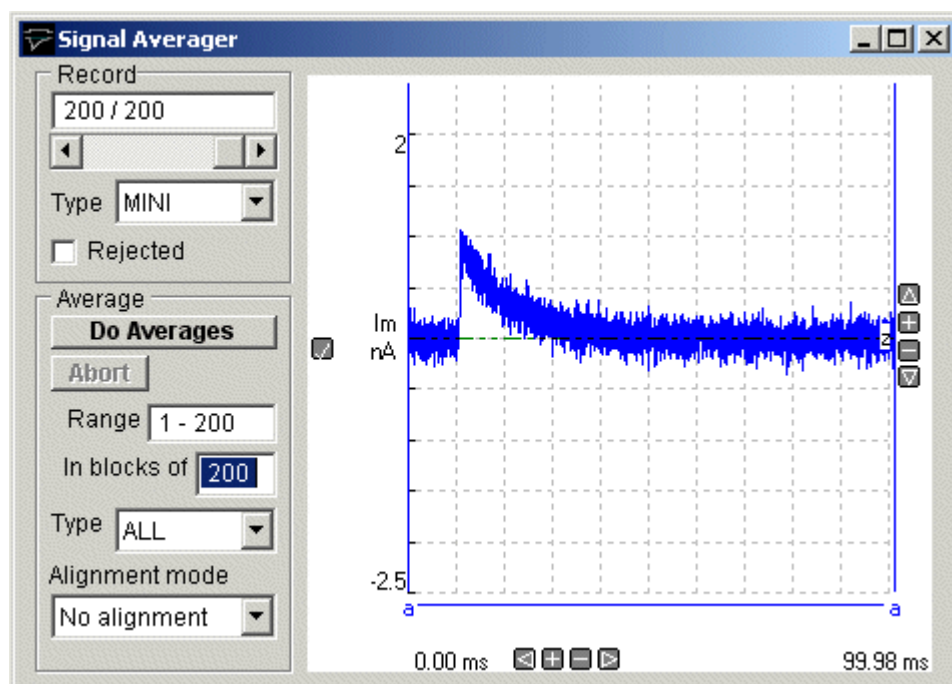 Signal Averager
Record
200 / 200
Type MINI
Rejected
Average
Do Averages
Abort
Range 1 - 200
In blocks of 200
Type ALL
Alignment mode
No alignment
2
Im
nA
z
-2.5
a a
0.00 ms 99.98 ms